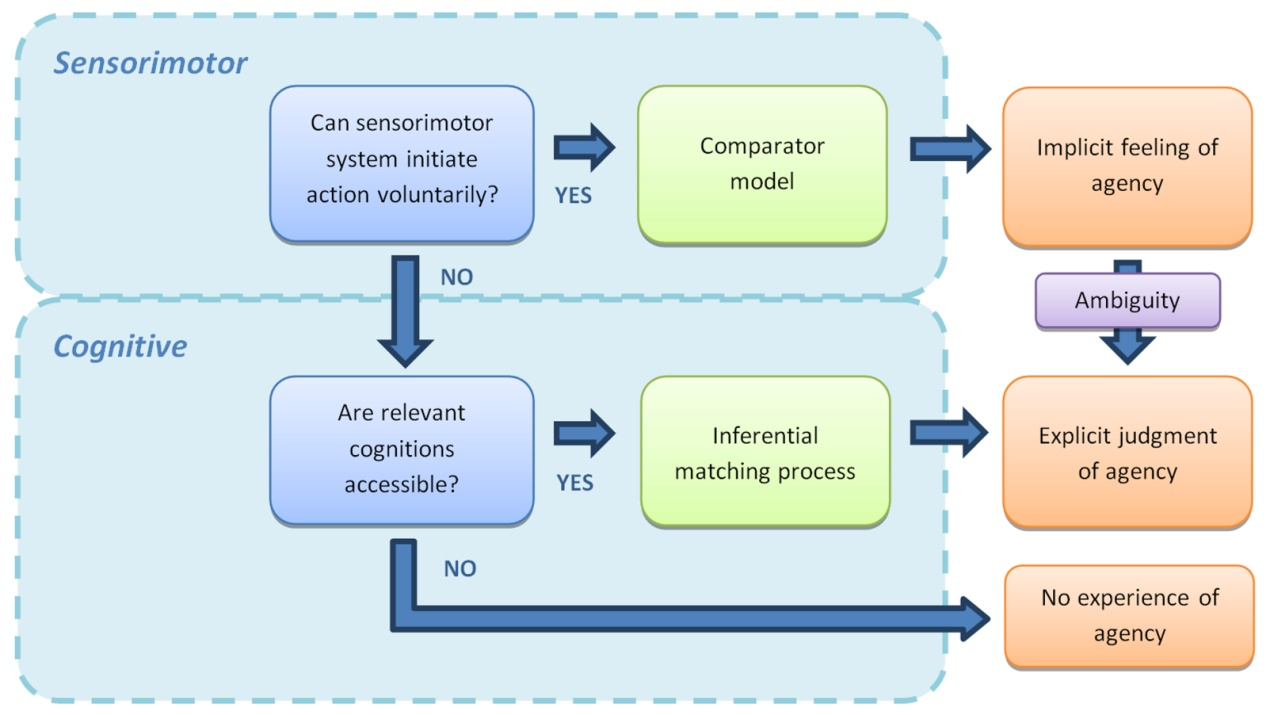 Sensorimotor
Can sensorimotor
system initiate
action voluntarily?
YES
Comparator
model
Implicit feeling of
agency
NO
Ambiguity
Cognitive
Are relevant
cognitions
accessible?
YES
Inferential
matching process
Explicit judgment
of agency
NO
No experience of
agency